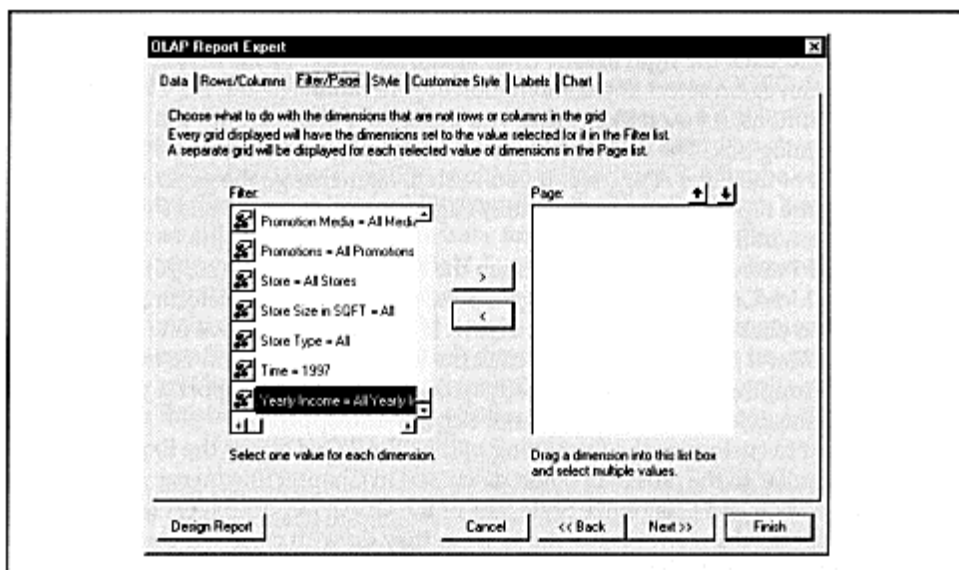 OLAP Report Expert
Data Rows/Columns Filter/Page Style Customize Style Labels Chart
Choose what to do with the dimensions that are not rows or columns in the grid
Every grid displayed will have the dimensions set to the value selected for it in the Filter list.
A separate grid will be displayed for each selected value of dimensions in the Page list.
Filter:
Page:
Promotion Media = All Media
Promotions = All Promotions
Store = All Stores
>
Store Size in SQFT = All
<
Store Type = All
Time = 1997
Yearly Income = All Yearly I
Select one value for each dimension.
Drag a dimension into this list box
and select multiple values.
Design Report
Cancel
<< Back
Next >>
Finish